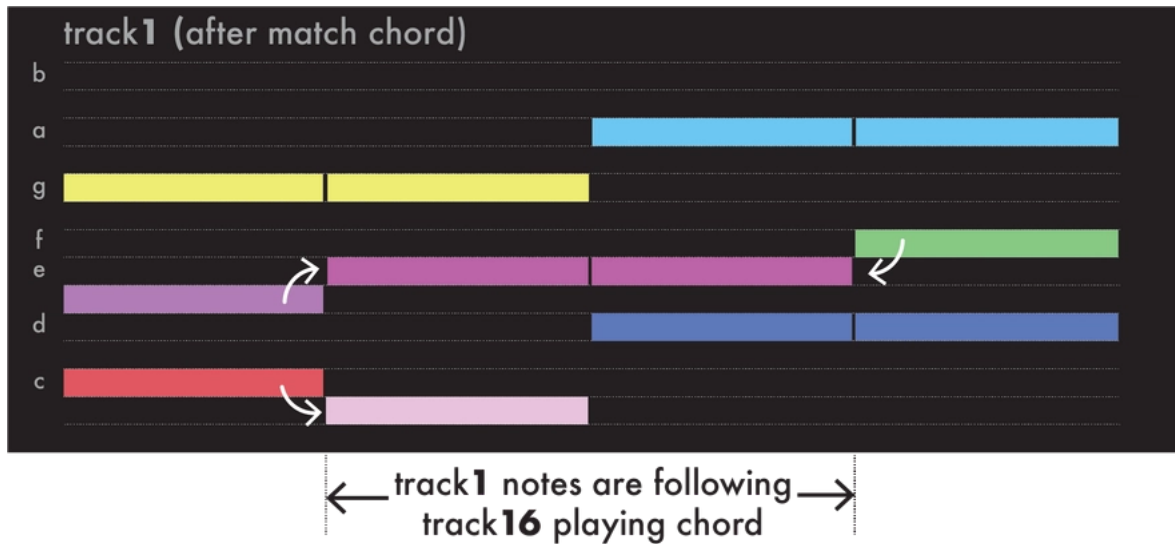 track1 (after match chord)
b
a
g
f
e
d
c
track1 notes are following
track16 playing chord